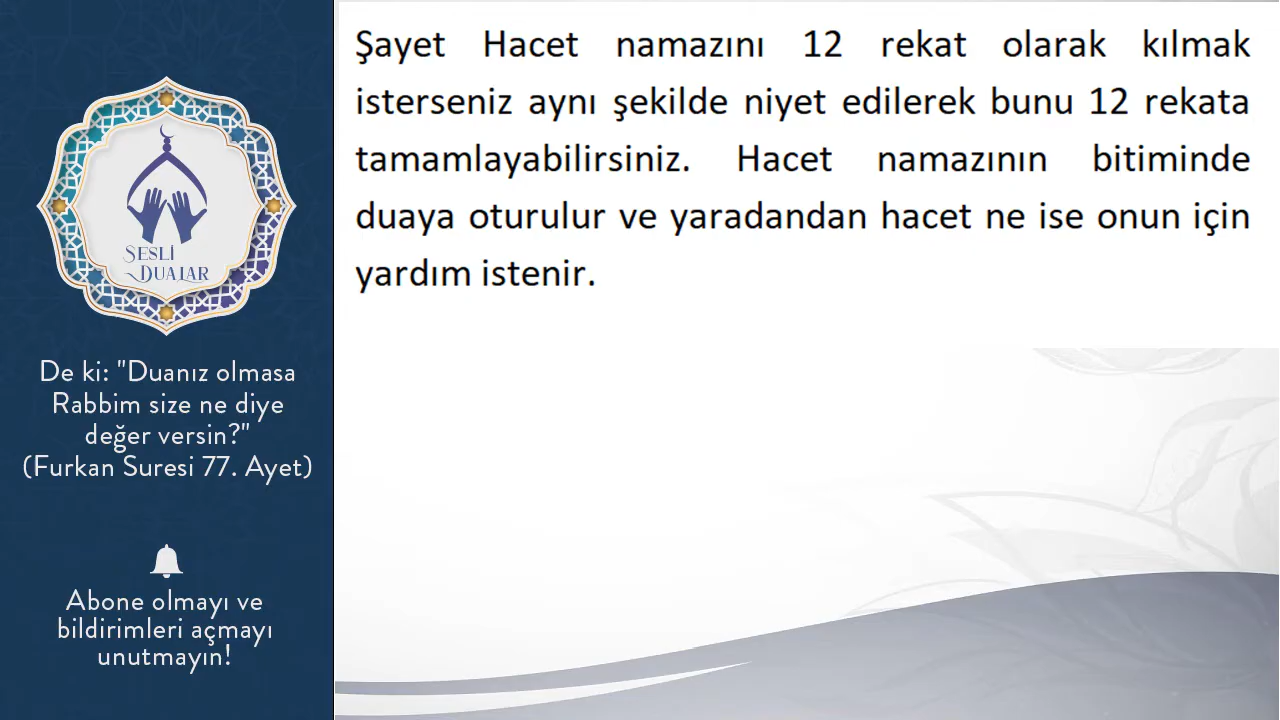 SESLİ
DUALAR
De ki: "Duanız olmasa
Rabbim size ne diye
değer versin?"
(Furkan Suresi 77. Ayet)
Abone olmayı ve
bildirimleri açmayı
unutmayın!
Şayet Hacet namazını 12 rekat olarak kılmak
isterseniz aynı şekilde niyet edilerek bunu 12 rekata
tamamlayabilirsiniz. Hacet namazının bitiminde
duaya oturulur ve yaradandan hacet ne ise onun için
yardım istenir.